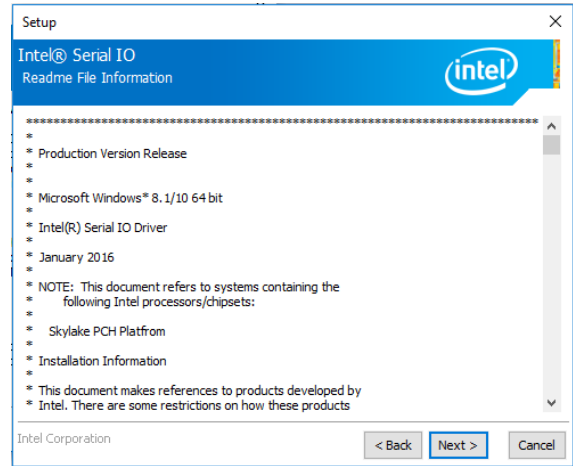 Setup
Intel® Serial IO
Readme File Information
intel
******************************************************************************
*
* Production Version Release
*
*
* Microsoft Windows* 8.1/10 64 bit
*
* Intel(R) Serial IO Driver
*
* January 2016
*
* NOTE: This document refers to systems containing the
* following Intel processors/chipsets:
*
* Skylake PCH Platfrom
*
* Installation Information
*
* This document makes references to products developed by
* Intel. There are some restrictions on how these products
Intel Corporation
< Back
Next >
Cancel